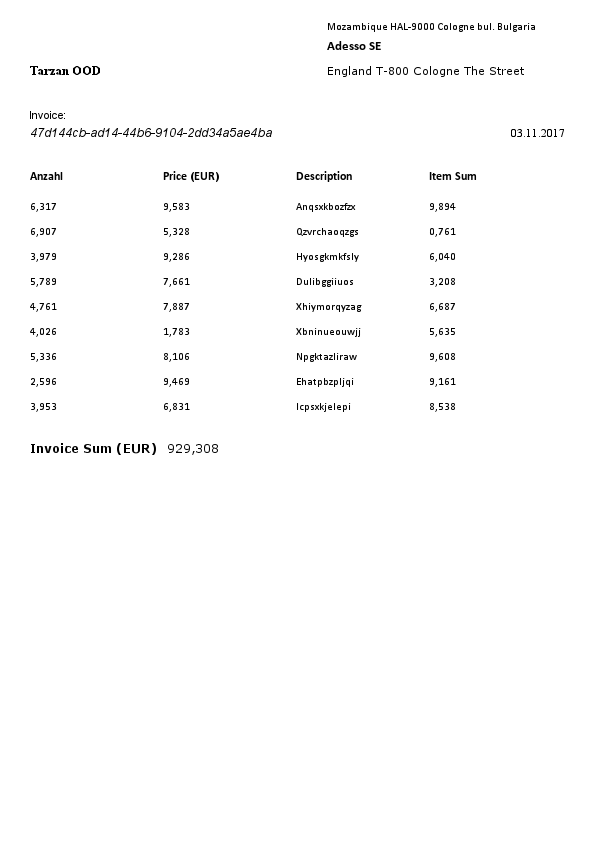 Mozambique HAL-9000 Cologne bul. Bulgaria
Adesso SE
Tarzan OOD England T-800 Cologne The Street
Invoice:
47d144cb-ad14-44b6-9104-2dd34a5ae4ba 03.11.2017
Anzahl Price (EUR) Description Item Sum
6,317 9,583 Anqsxkbozfzx 9,894
6,907 5,328 Qzvrchaoqzgs 0,761
3,979 9,286 Hyosgkmkfsly 6,040
5,789 7,661 Dulibggiiuos 3,208
4,761 7,887 Xhiymorqyzag 6,687
4,026 1,783 Xbninueouwjj 5,635
5,336 8,106 Npgktazliraw 9,608
2,596 9,469 Ehatpbzpljqi 9,161
3,953 6,831 Icpsxkjelepi 8,538
Invoice Sum (EUR) 929,308